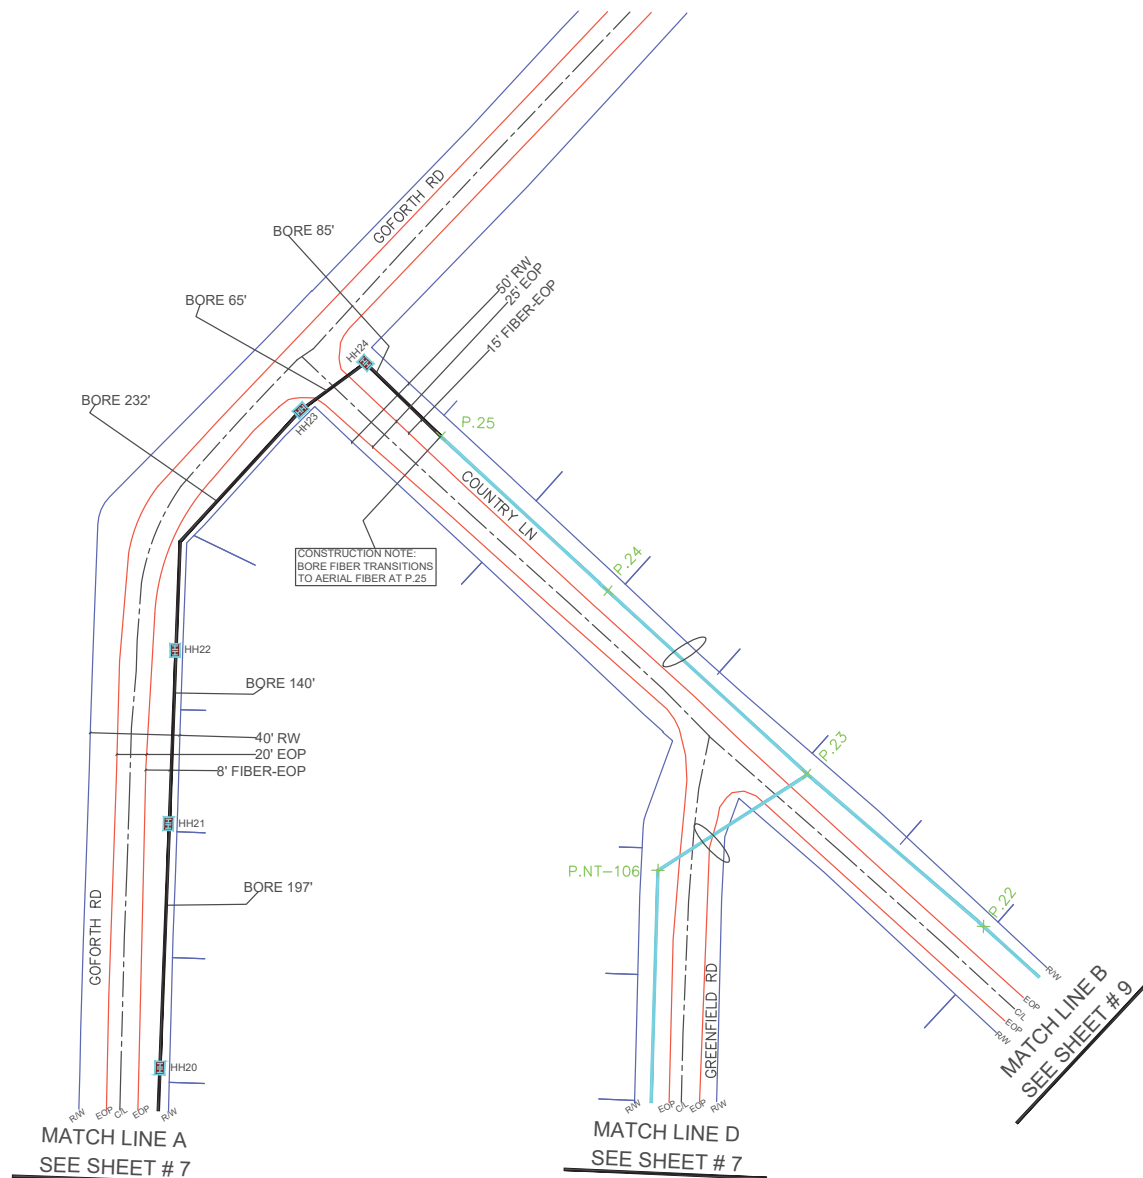 GOFORTH RD
BORE 85'
50' RW
25' EOP
15' FIBER-EOP
BORE 65'
HH24
BORE 232'
HH23
P.25
COUNTRY LN
CONSTRUCTION NOTE:
BORE FIBER TRANSITIONS
TO AERIAL FIBER AT P.25
P.24
HH22
BORE 140'
40' RW
20' EOP
8' FIBER-EOP
P.23
HH21
P.NT-106
BORE 197'
P.22
GOFORTH RD
GREENFIELD RD
R/W
EOP
C/L
EOP
R/W
MATCH LINE B
SEE SHEET # 9
HH20
R/W
EOP
C/L
EOP
R/W
R/W
EOP
C/L
EOP
R/W
MATCH LINE A
SEE SHEET # 7
MATCH LINE D
SEE SHEET # 7